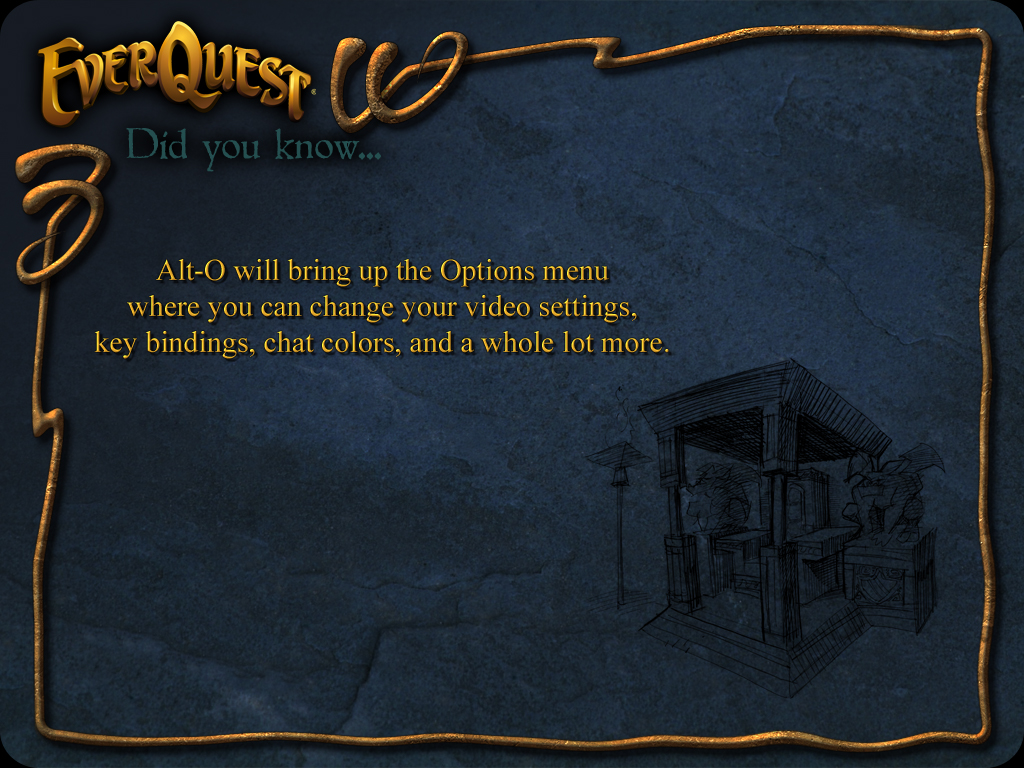 EverQuest
Did you know...
Alt-O will bring up the Options menu
where you can change your video settings,
key bindings, chat colors, and a whole lot more.